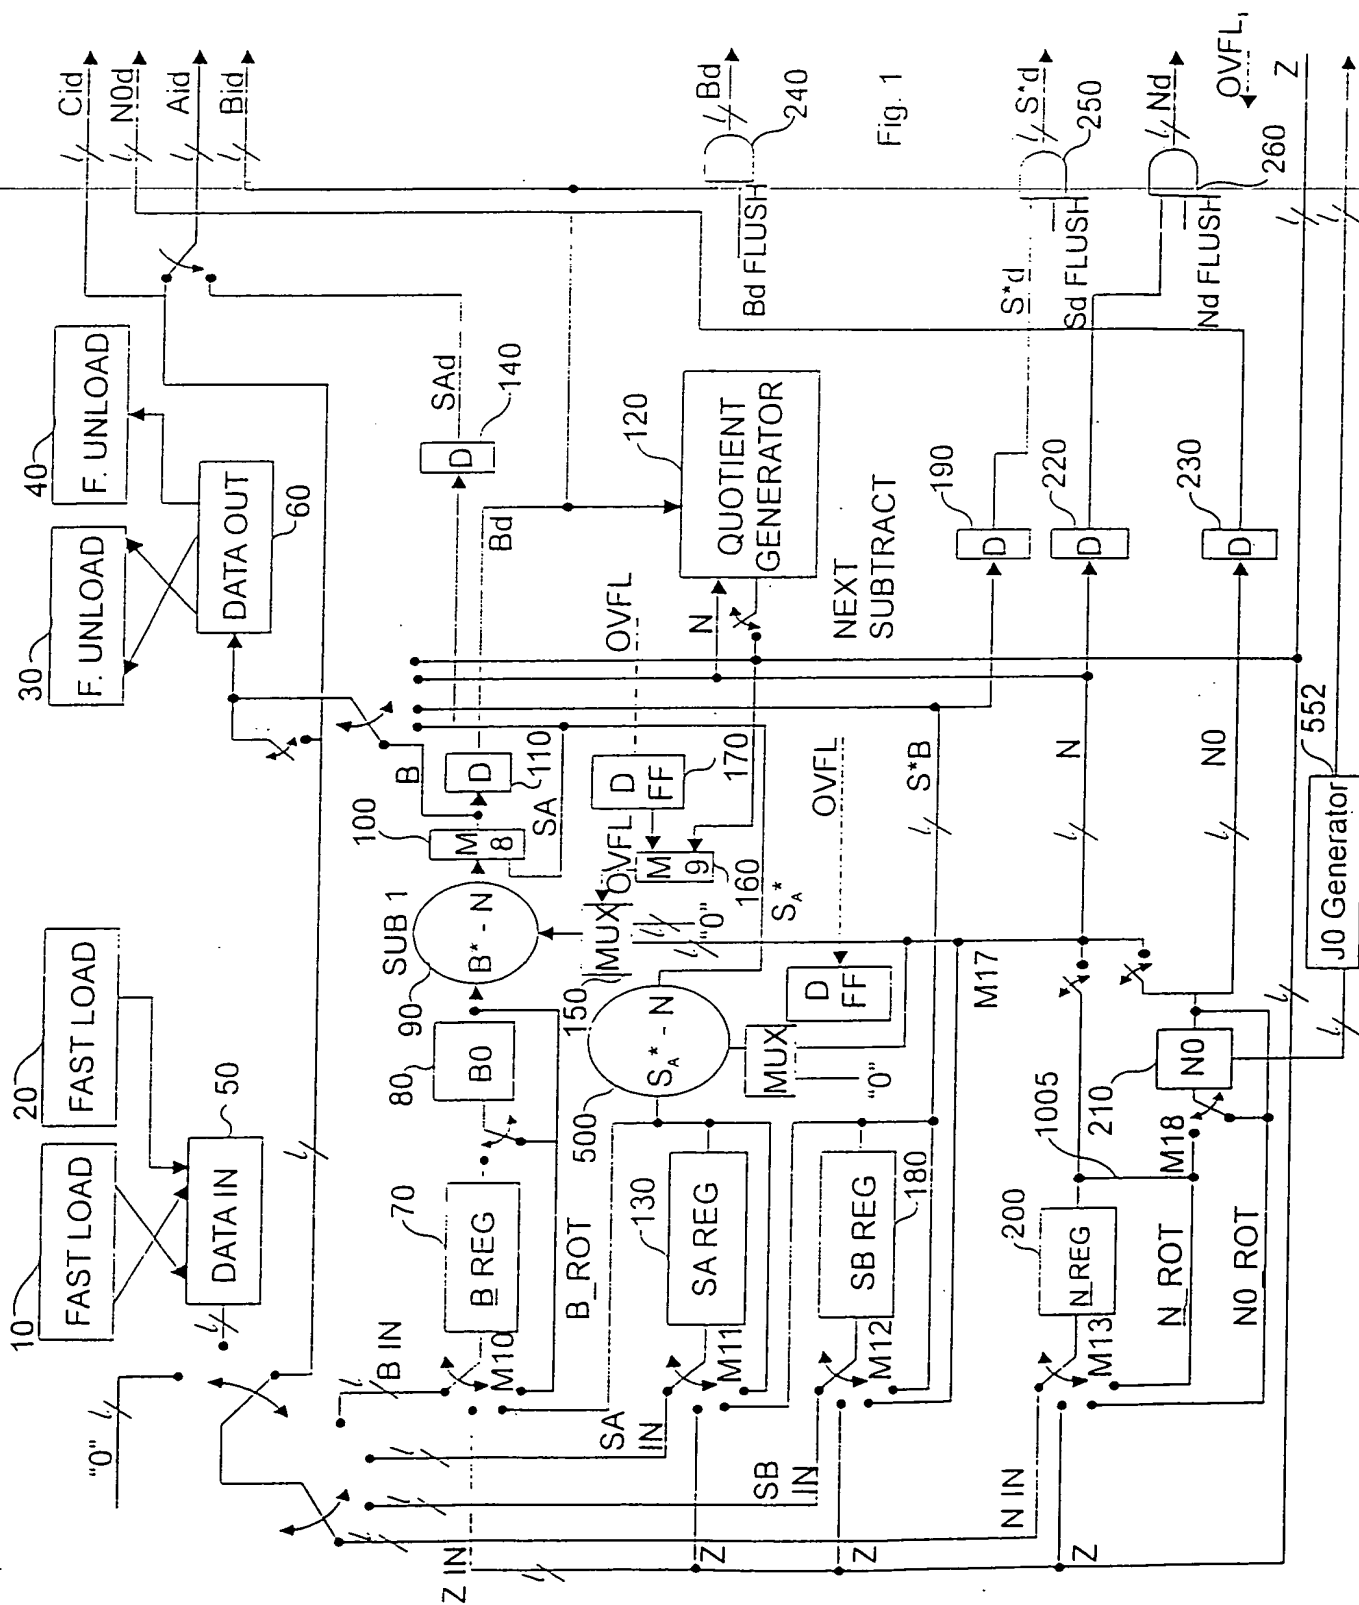 10
FAST LOAD
20
FAST LOAD
30
F. UNLOAD
40
F. UNLOAD
Cid
N0d
Aid
Bid
"0"
DATA IN
50
DATA OUT
60
B IN
70
B REG
M10
B_ROT
80
B0
90
SUB 1
B* - N
100
M
8
B
D
110
SA
Bd
SAd
D
140
Z IN
SA
IN
130
SA REG
M11
500
S_A* - N
150
MUX
"0"
OVFL
M
9
160
D
FF
170
OVFL
S_A*
N
120
QUOTIENT
GENERATOR
NEXT
SUBTRACT
Bd FLUSH
Bd
240
Fig. 1
SB
IN
Z
SB REG
180
M12
MUX
"0"
D
FF
OVFL
S*B
M17
D
190
S*d
Sd FLUSH
S*d
250
N IN
Z
200
N_REG
M13
1005
N
D
220
Nd FLUSH
Nd
260
Z
N_ROT
M18
210
N0
N0_ROT
N0
D
230
OVFL,
Z
J0 Generator
552